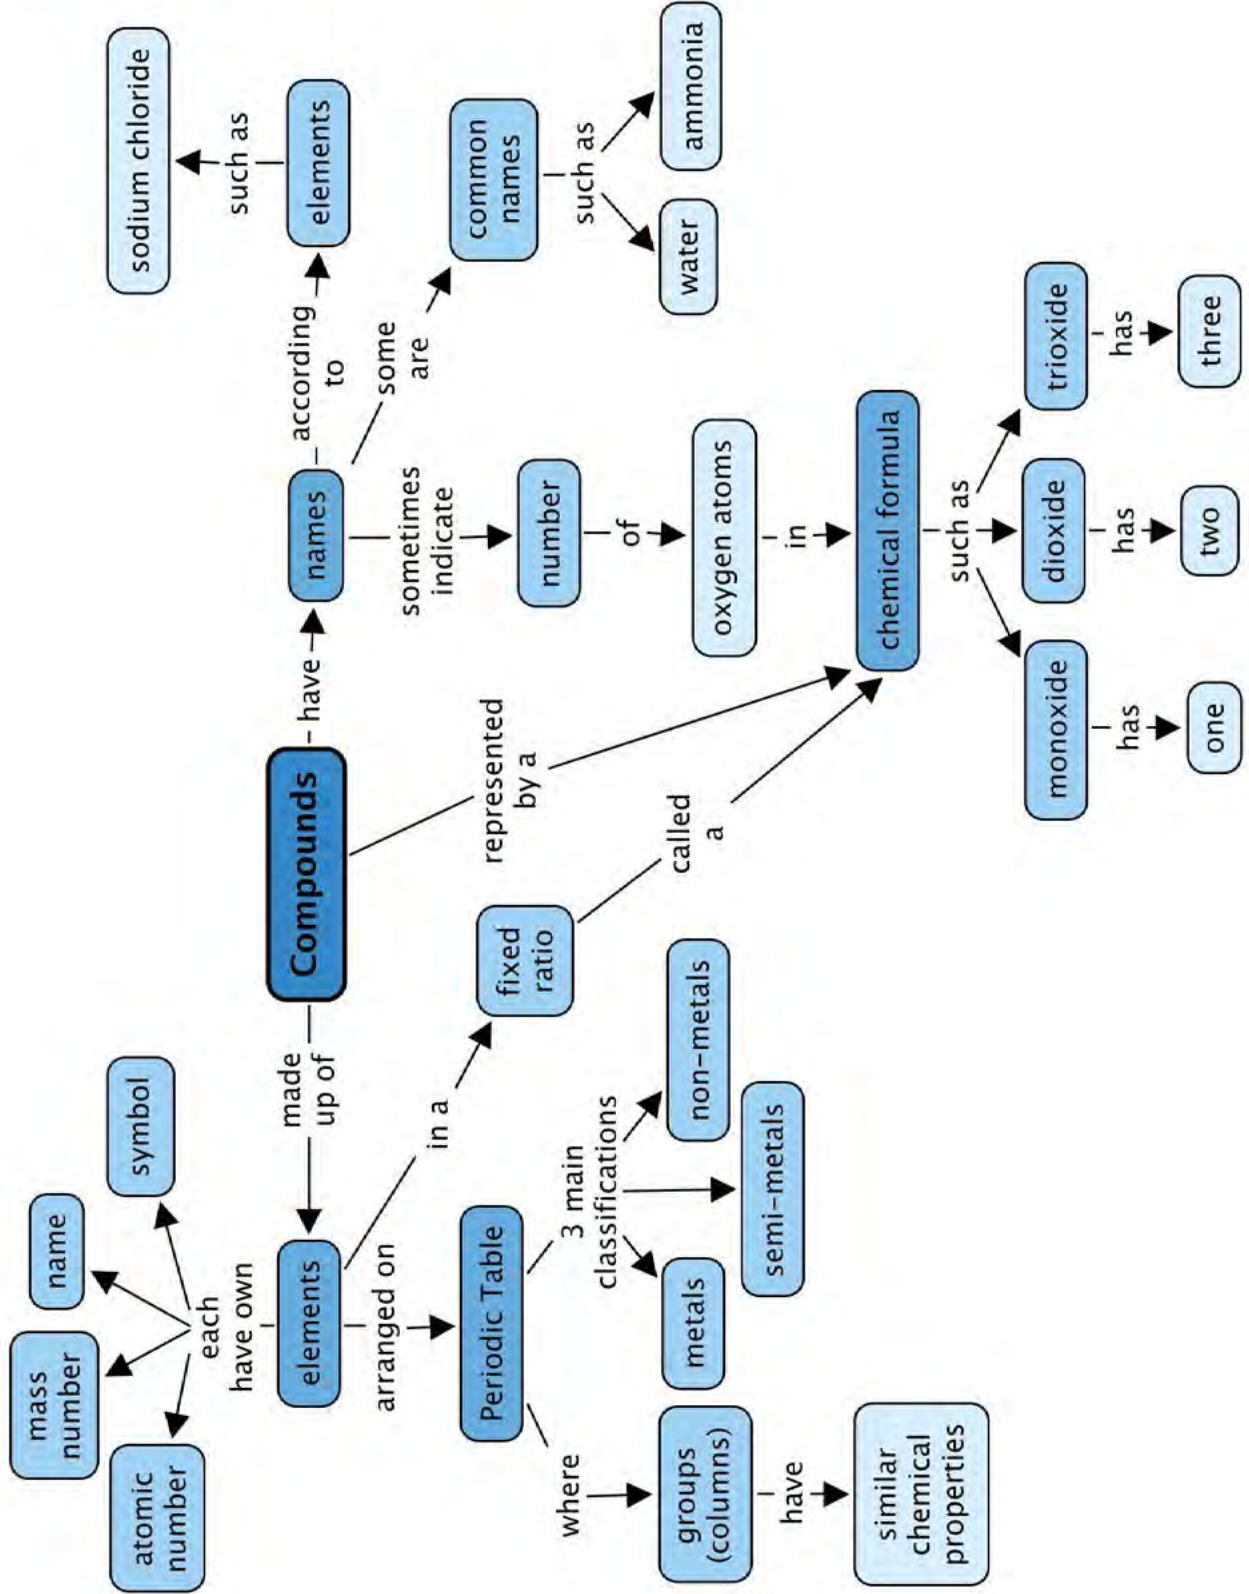 mass
number
name
symbol
atomic
number
each
have own
elements
made
up of
Compounds
have
names
according
to
elements
such as
sodium chloride
some
are
common
names
such as
water
ammonia
sometimes
indicate
number
of
oxygen atoms
in
chemical formula
represented
by a
in a
fixed
ratio
called
a
arranged on
Periodic Table
3 main
classifications
metals
semi-metals
non-metals
where
groups
(columns)
have
similar
chemical
properties
such as
monoxide
dioxide
trioxide
has
has
has
one
two
three